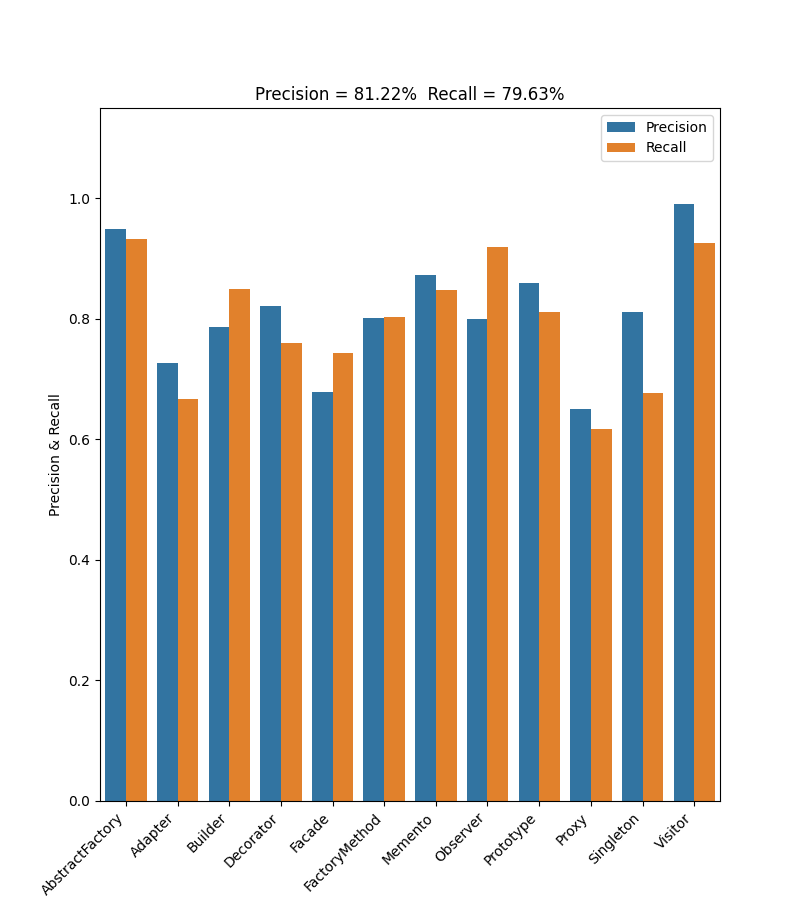 Precision = 81.22%  Recall = 79.63%
Precision
Recall
Precision & Recall
1.0
0.8
0.6
0.4
0.2
0.0
AbstractFactory
Adapter
Builder
Decorator
Facade
FactoryMethod
Memento
Observer
Prototype
Proxy
Singleton
Visitor